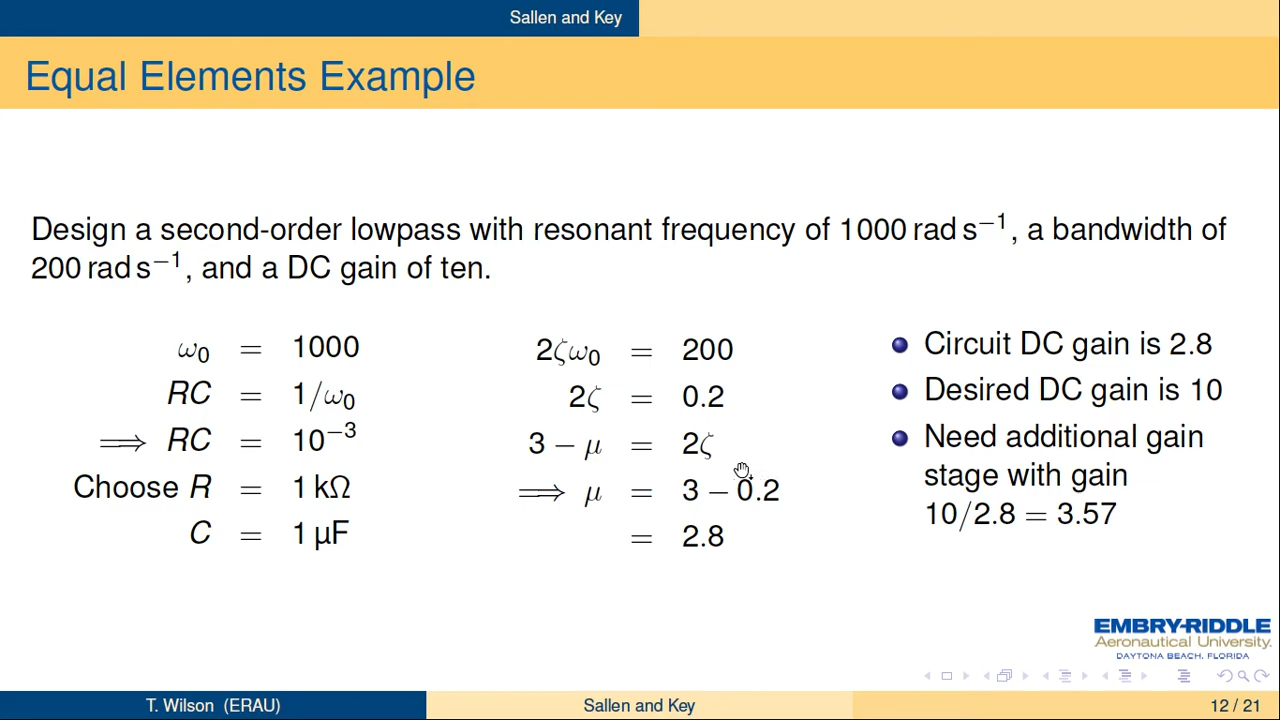 Sallen and Key
Equal Elements Example
Design a second-order lowpass with resonant frequency of 1000 rad s⁻¹, a bandwidth of
200 rad s⁻¹, and a DC gain of ten.
ω₀ = 1000
RC = 1/ω₀
⟹ RC = 10⁻³
Choose R = 1 kΩ
C = 1 µF
2ζω₀ = 200
2ζ = 0.2
3 − μ = 2ζ
⟹ μ = 3 − 0.2
= 2.8
Circuit DC gain is 2.8
Desired DC gain is 10
Need additional gain
stage with gain
10/2.8 = 3.57
EMBRY-RIDDLE
Aeronautical University.
DAYTONA BEACH, FLORIDA
T. Wilson (ERAU) Sallen and Key 12 / 21